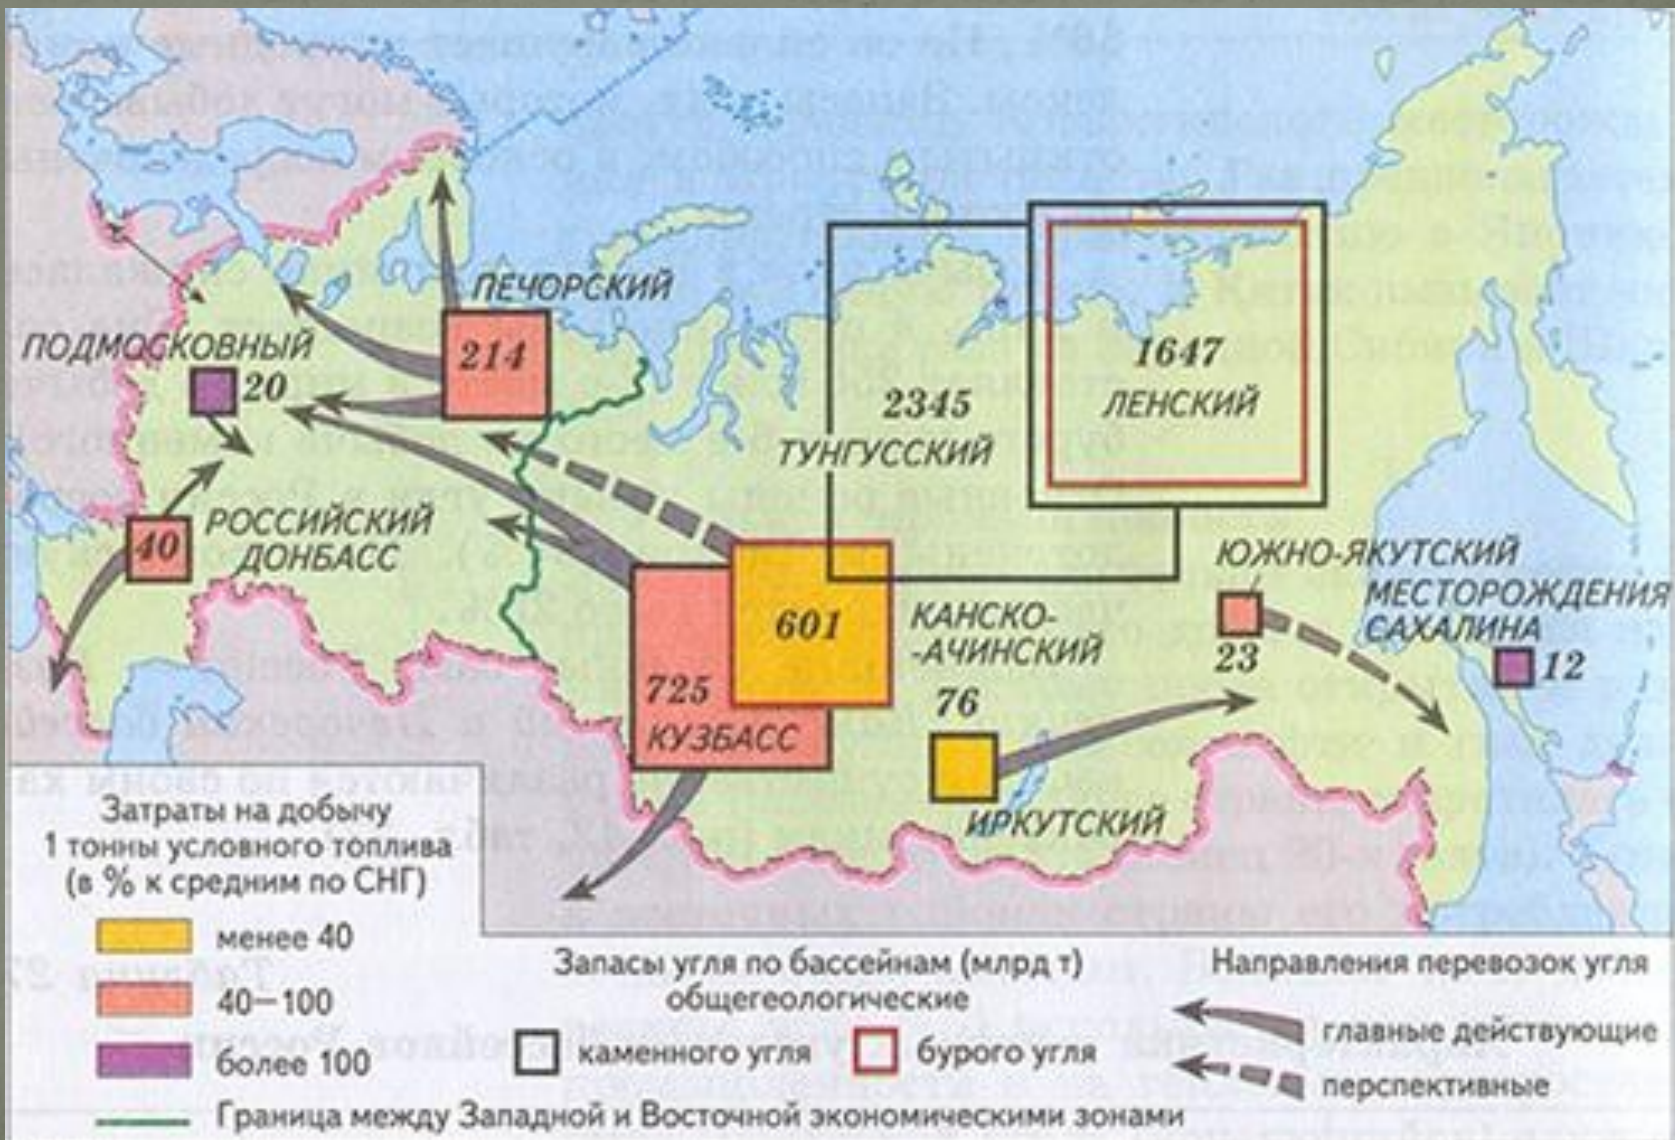 ПЕЧОРСКИЙ
214
ПОДМОСКОВНЫЙ
20
РОССИЙСКИЙ
ДОНБАСС
40
2345
ТУНГУССКИЙ
1647
ЛЕНСКИЙ
601
КАНСКО-
-АЧИНСКИЙ
725
КУЗБАСС
76
ИРКУТСКИЙ
ЮЖНО-ЯКУТСКИЙ
23
МЕСТОРОЖДЕНИЯ
САХАЛИНА
12
Затраты на добычу
1 тонны условного топлива
(в % к средним по СНГ)
менее 40
40–100
более 100
Запасы угля по бассейнам (млрд т)
общегеологические
каменного угля
бурого угля
Направления перевозок угля
главные действующие
перспективные
Граница между Западной и Восточной экономическими зонами